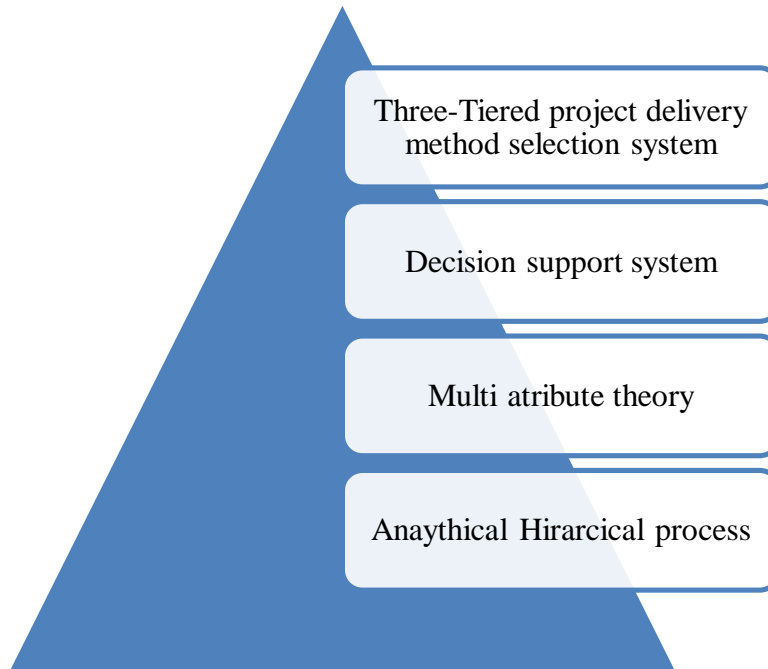 Three-Tiered project delivery
method selection system
Decision support system
Multi atribute theory
Anaythical Hirarcical process